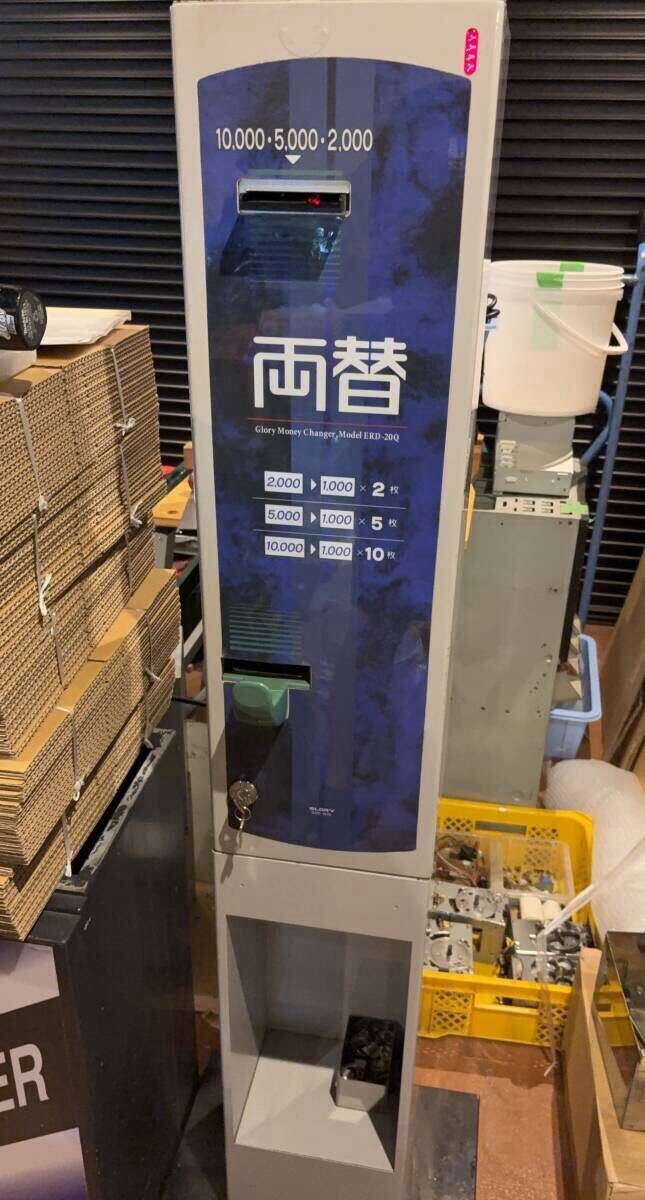 10,000・5,000・2,000
両替
Glory Money Changer, Model ERD-20Q
2,000 1,000 × 2 枚
5,000 1,000 × 5 枚
10,000 1,000 × 10 枚
GLORY
ER